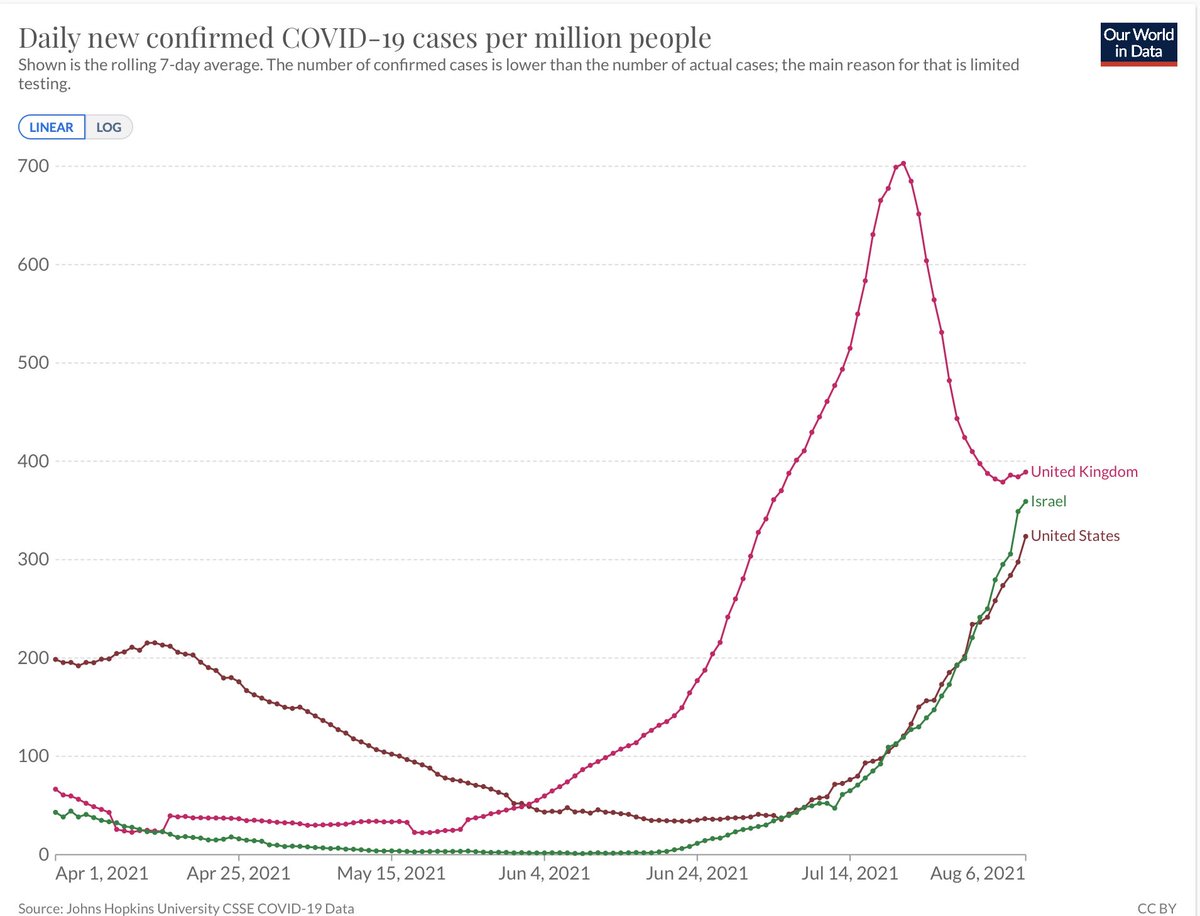 Daily new confirmed COVID-19 cases per million people
Our World
in Data
Shown is the rolling 7-day average. The number of confirmed cases is lower than the number of actual cases; the main reason for that is limited
testing.
LINEAR LOG
700
600
500
400
United Kingdom
Israel
United States
300
200
100
0
Apr 1, 2021 Apr 25, 2021 May 15, 2021 Jun 4, 2021 Jun 24, 2021 Jul 14, 2021 Aug 6, 2021
Source: Johns Hopkins University CSSE COVID-19 Data CC BY